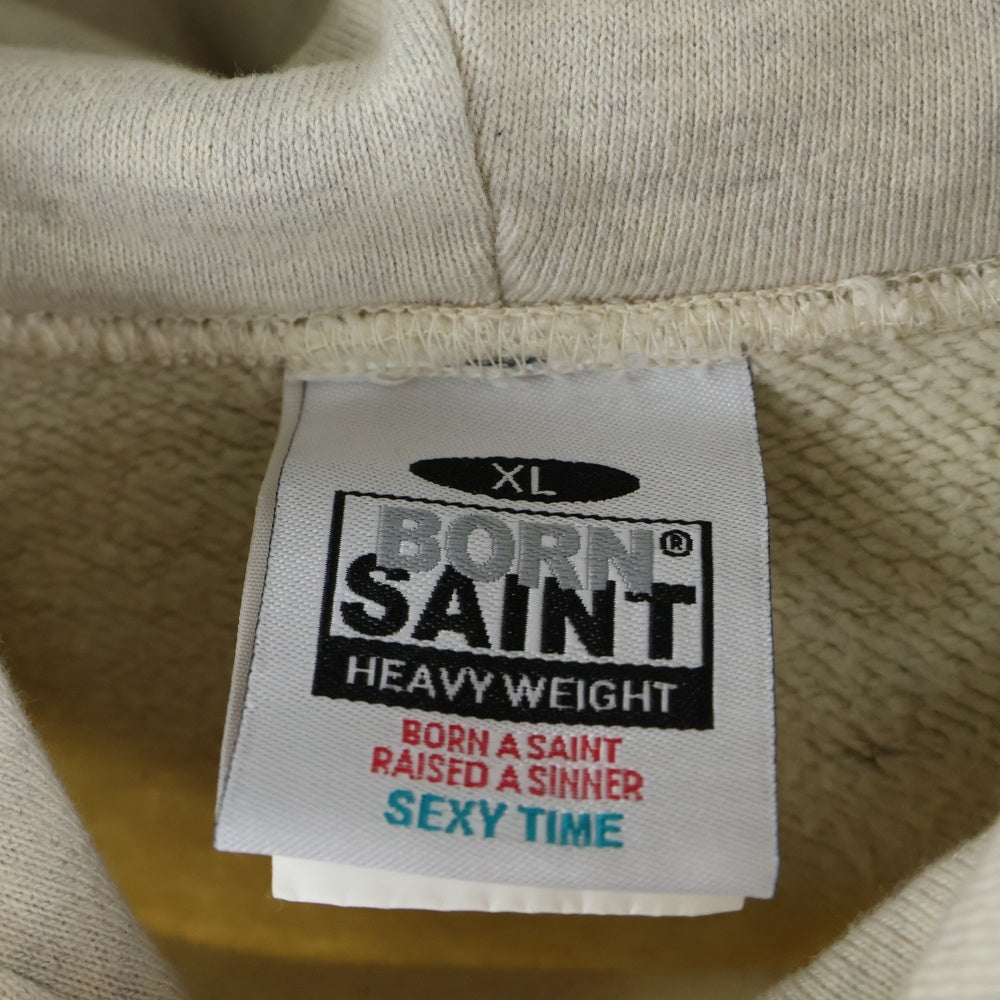 XL
BORN ®
SAINT
HEAVY WEIGHT
BORN A SAINT
RAISED A SINNER
SEXY TIME